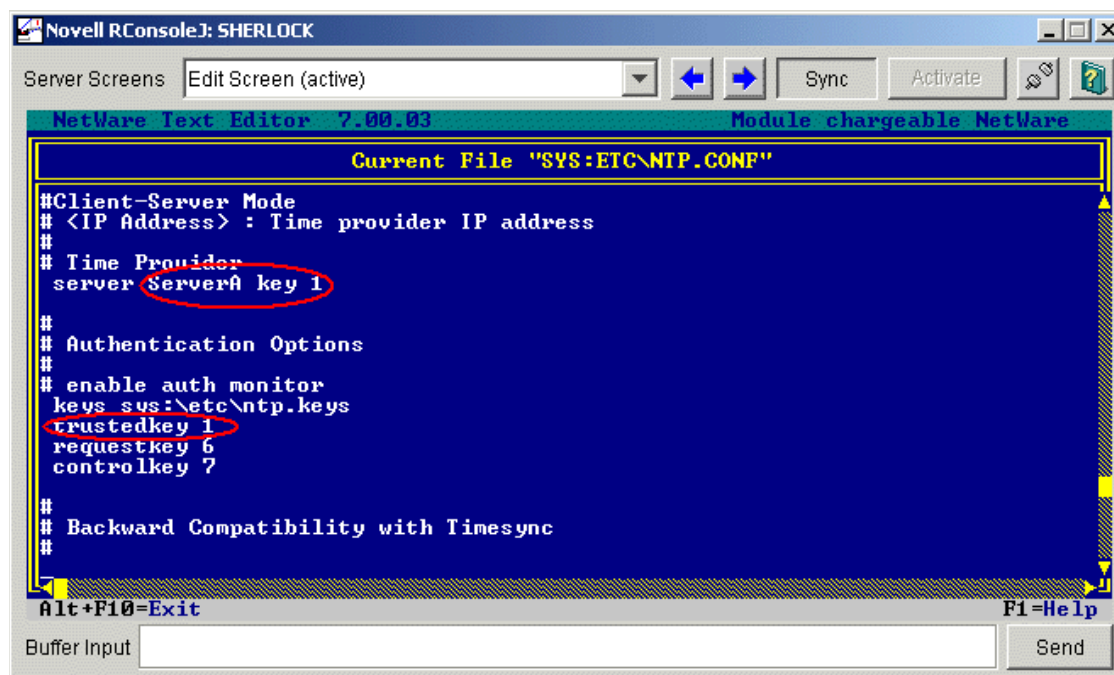 Novell RConsoleJ: SHERLOCK
Server Screens Edit Screen (active) Sync Activate
NetWare Text Editor 7.00.03 Module chargeable NetWare
Current File "SYS:ETC\NTP.CONF"
#Client-Server Mode
# <IP Address> : Time provider IP address
#
# Time Provider
server ServerA key 1
#
# Authentication Options
#
# enable auth monitor
keys sys:\etc\ntp.keys
trustedkey 1
requestkey 6
controlkey 7
#
# Backward Compatibility with Timesync
#
Alt+F10=Exit F1=Help
Buffer Input Send